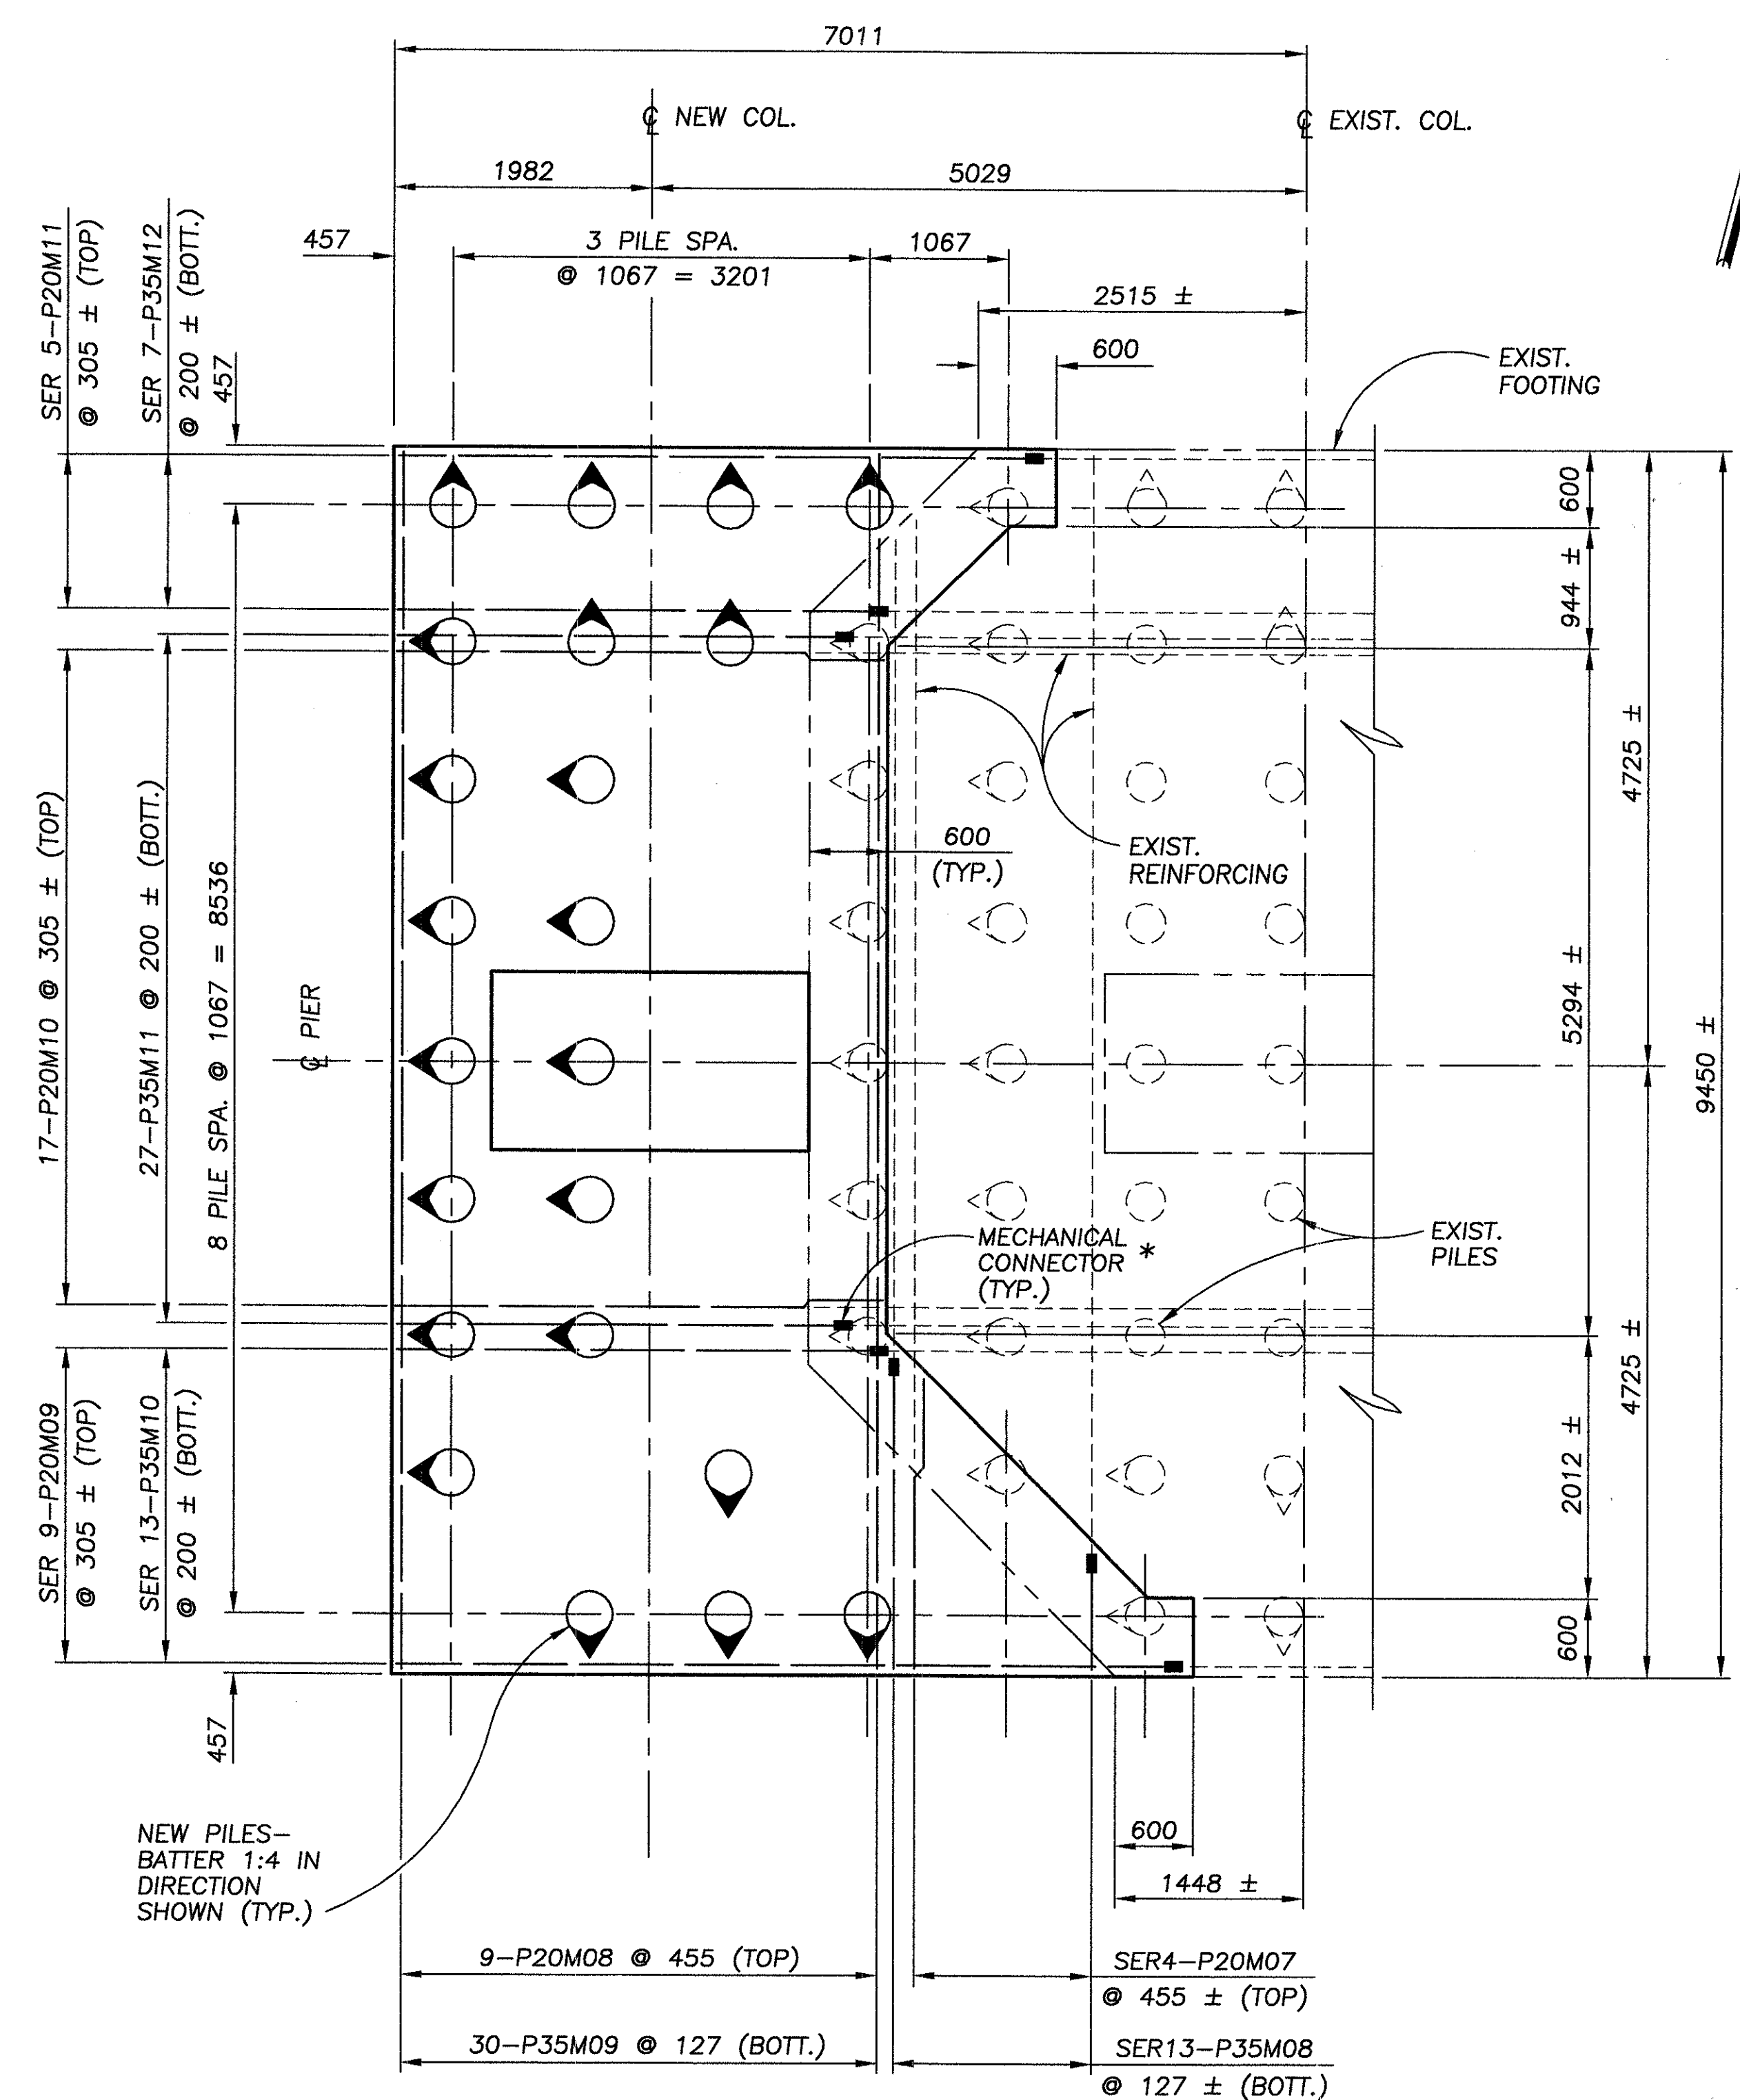 7011
℄ NEW COL.
℄ EXIST. COL.
1982
5029
457
3 PILE SPA.
@ 1067 = 3201
1067
2515 ±
600
EXIST.
FOOTING
SER 5-P20M11
@ 305 ± (TOP)
SER 7-P35M12
@ 200 ± (BOTT.)
457
600
944 ±
4725 ±
600
(TYP.)
EXIST.
REINFORCING
17-P20M10 @ 305 ± (TOP)
27-P35M11 @ 200 ± (BOTT.)
8 PILE SPA. @ 1067 = 8536
℄ PIER
5294 ±
9450 ±
MECHANICAL
CONNECTOR *
(TYP.)
EXIST.
PILES
SER 9-P20M09
@ 305 ± (TOP)
SER 13-P35M10
@ 200 ± (BOTT.)
2012 ±
4725 ±
600
457
NEW PILES-
BATTER 1:4 IN
DIRECTION
SHOWN (TYP.)
600
1448 ±
9-P20M08 @ 455 (TOP)
SER4-P20M07
@ 455 ± (TOP)
30-P35M09 @ 127 (BOTT.)
SER13-P35M08
@ 127 ± (BOTT.)